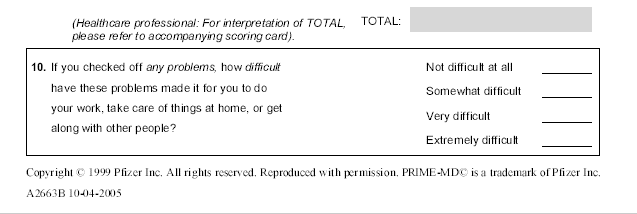 (Healthcare professional: For interpretation of TOTAL, TOTAL:
please refer to accompanying scoring card).
10. If you checked off any problems, how difficult
have these problems made it for you to do
your work, take care of things at home, or get
along with other people?
Not difficult at all
Somewhat difficult
Very difficult
Extremely difficult
Copyright © 1999 Pfizer Inc. All rights reserved. Reproduced with permission. PRIME-MD© is a trademark of Pfizer Inc.
A2663B 10-04-2005